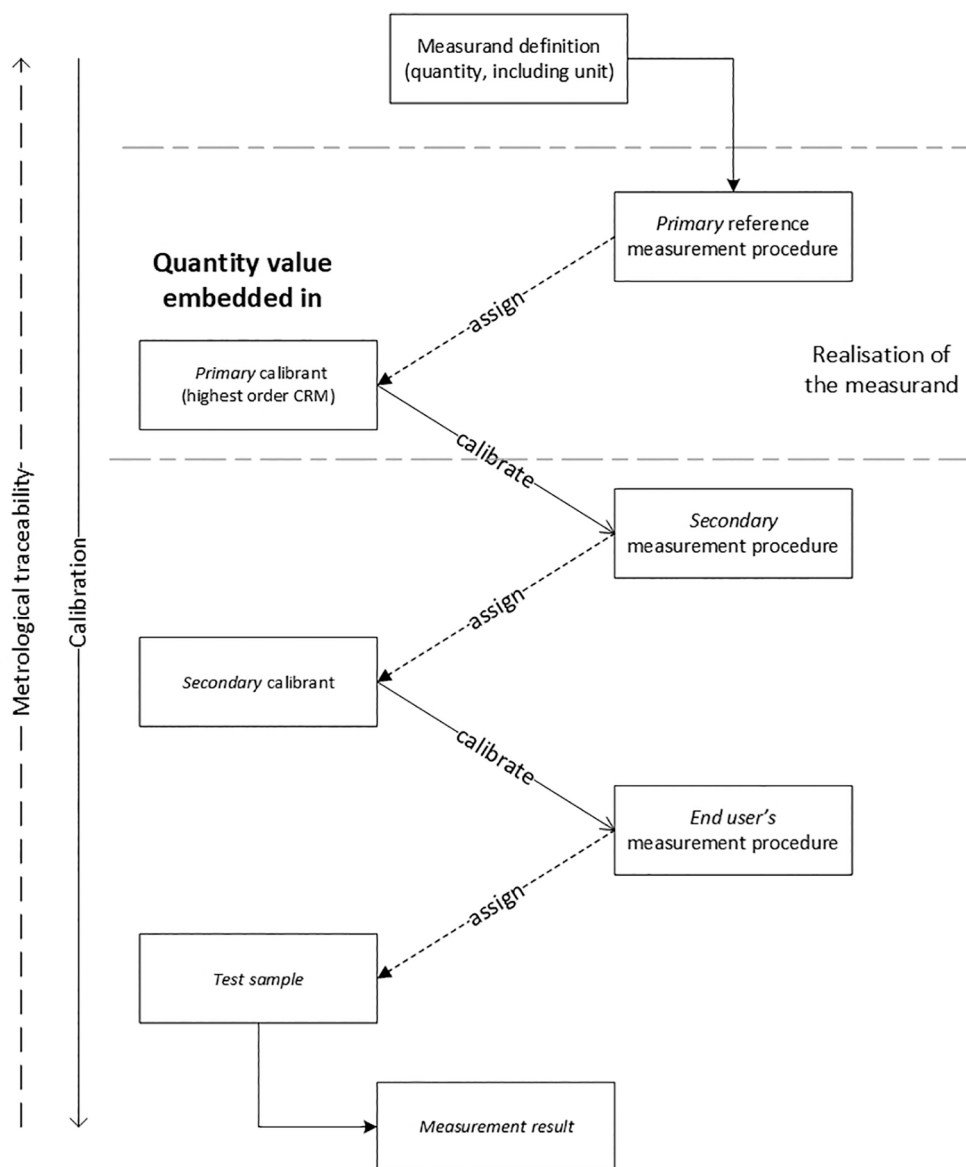 Measurand definition
(quantity, including unit)
Primary reference
measurement procedure
Quantity value
embedded in
assign
Primary calibrant
(highest order CRM)
Realisation of
the measurand
calibrate
Secondary
measurement procedure
assign
Secondary calibrant
calibrate
End user's
measurement procedure
assign
Test sample
Measurement result
Metrological traceability
Calibration